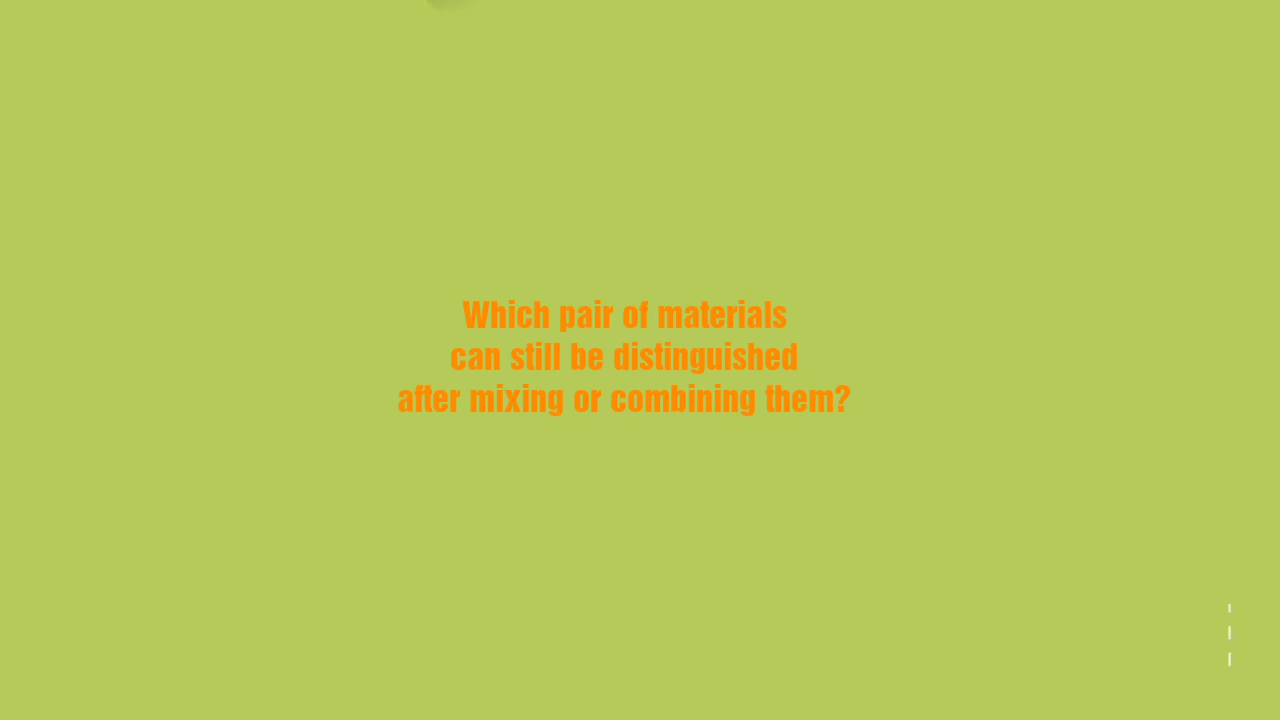 Which pair of materials
can still be distinguished
after mixing or combining them?